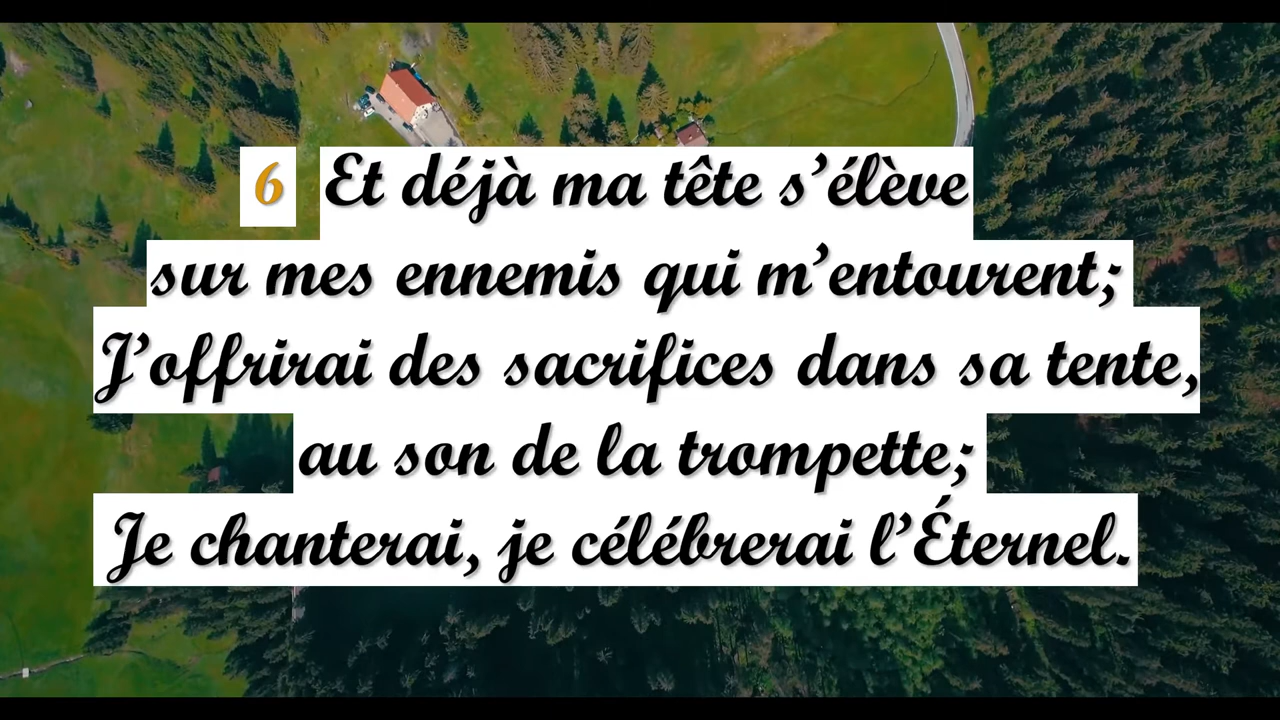 6 Et déjà ma tête s’élève
sur mes ennemis qui m’entourent;
J’offrirai des sacrifices dans sa tente,
au son de la trompette;
Je chanterai, je célébrerai l’Éternel.